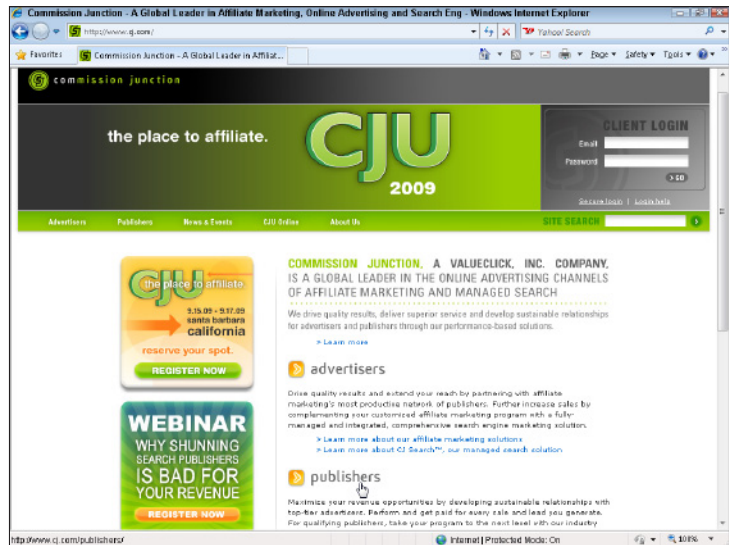 Commission Junction - A Global Leader in Affiliate Marketing, Online Advertising and Search Eng - Windows Internet Explorer
http://www.cj.com/
Yahoo! Search
Favorites
Commission Junction - A Global Leader in Affiliat...
Page
Safety
Tools
commission junction
the place to affiliate.
CJU
2009
CLIENT LOGIN
Email
Password
GO
Secure login | Login help
Advertisers
Publishers
News & Events
CJU Online
About Us
SITE SEARCH
CJU
the place to affiliate.
9.15.09 - 9.17.09
santa barbara
california
reserve your spot.
REGISTER NOW
WEBINAR
WHY SHUNNING
SEARCH PUBLISHERS
IS BAD FOR
YOUR REVENUE
REGISTER NOW
COMMISSION JUNCTION, A VALUECLICK, INC. COMPANY,
IS A GLOBAL LEADER IN THE ONLINE ADVERTISING CHANNELS
OF AFFILIATE MARKETING AND MANAGED SEARCH
We drive quality results, deliver superior service and develop sustainable relationships
for advertisers and publishers through our performance-based solutions.
» Learn more
advertisers
Drive quality results and extend your reach by partnering with affiliate
marketing's most productive network of publishers. Further increase sales by
complementing your customized affiliate marketing program with a fully-
managed and integrated, comprehensive search engine marketing solution.
» Learn more about our affiliate marketing solutions
» Learn more about CJ Search™, our managed search solution
publishers
Maximize your revenue opportunities by developing sustainable relationships with
top-tier advertisers. Perform and get paid for every sale and lead you generate.
For qualifying publishers, take your program to the next level with our industry
http://www.cj.com/publishers/
Internet | Protected Mode: On